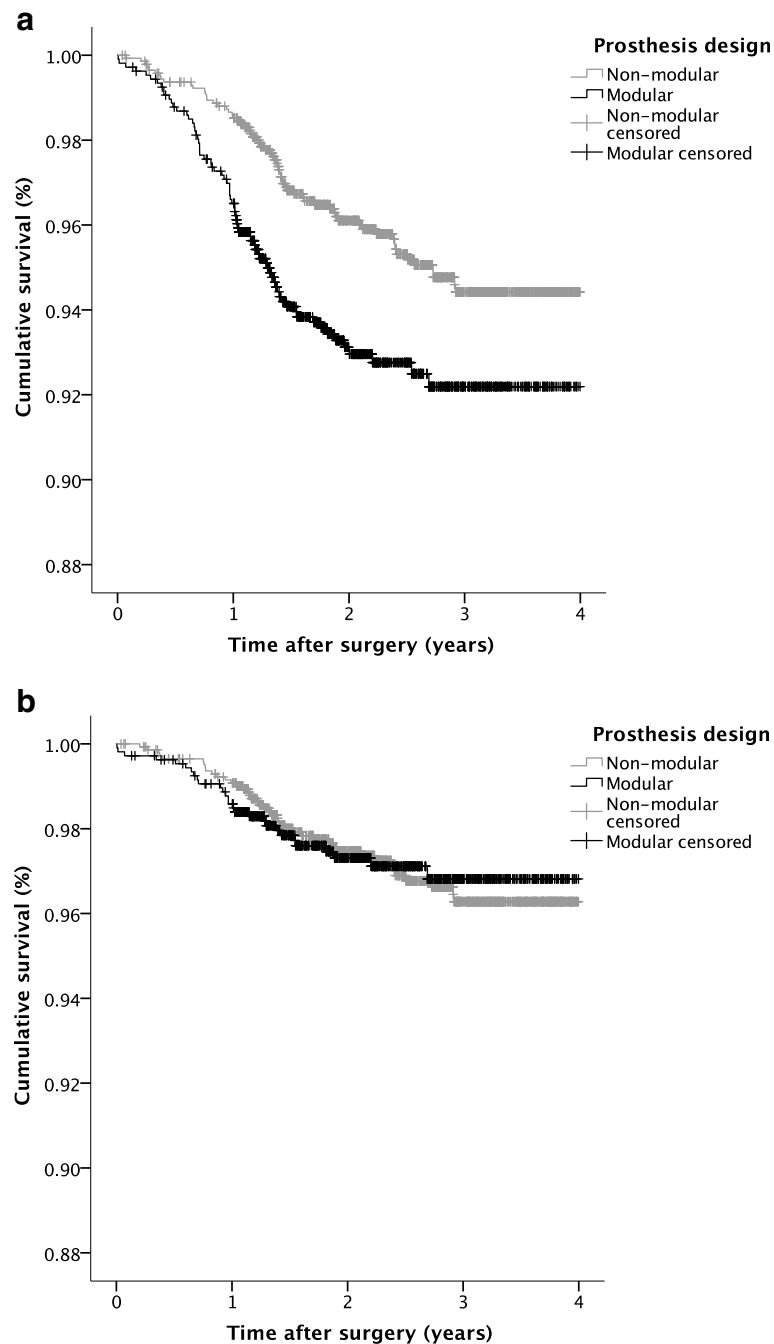 a
Prosthesis design
Non-modular
Modular
Non-modular
censored
Modular censored
1.00
0.98
0.96
0.94
0.92
0.90
0.88
Cumulative survival (%)
0 1 2 3 4
Time after surgery (years)
b
Prosthesis design
Non-modular
Modular
Non-modular
censored
Modular censored
1.00
0.98
0.96
0.94
0.92
0.90
0.88
Cumulative survival (%)
0 1 2 3 4
Time after surgery (years)